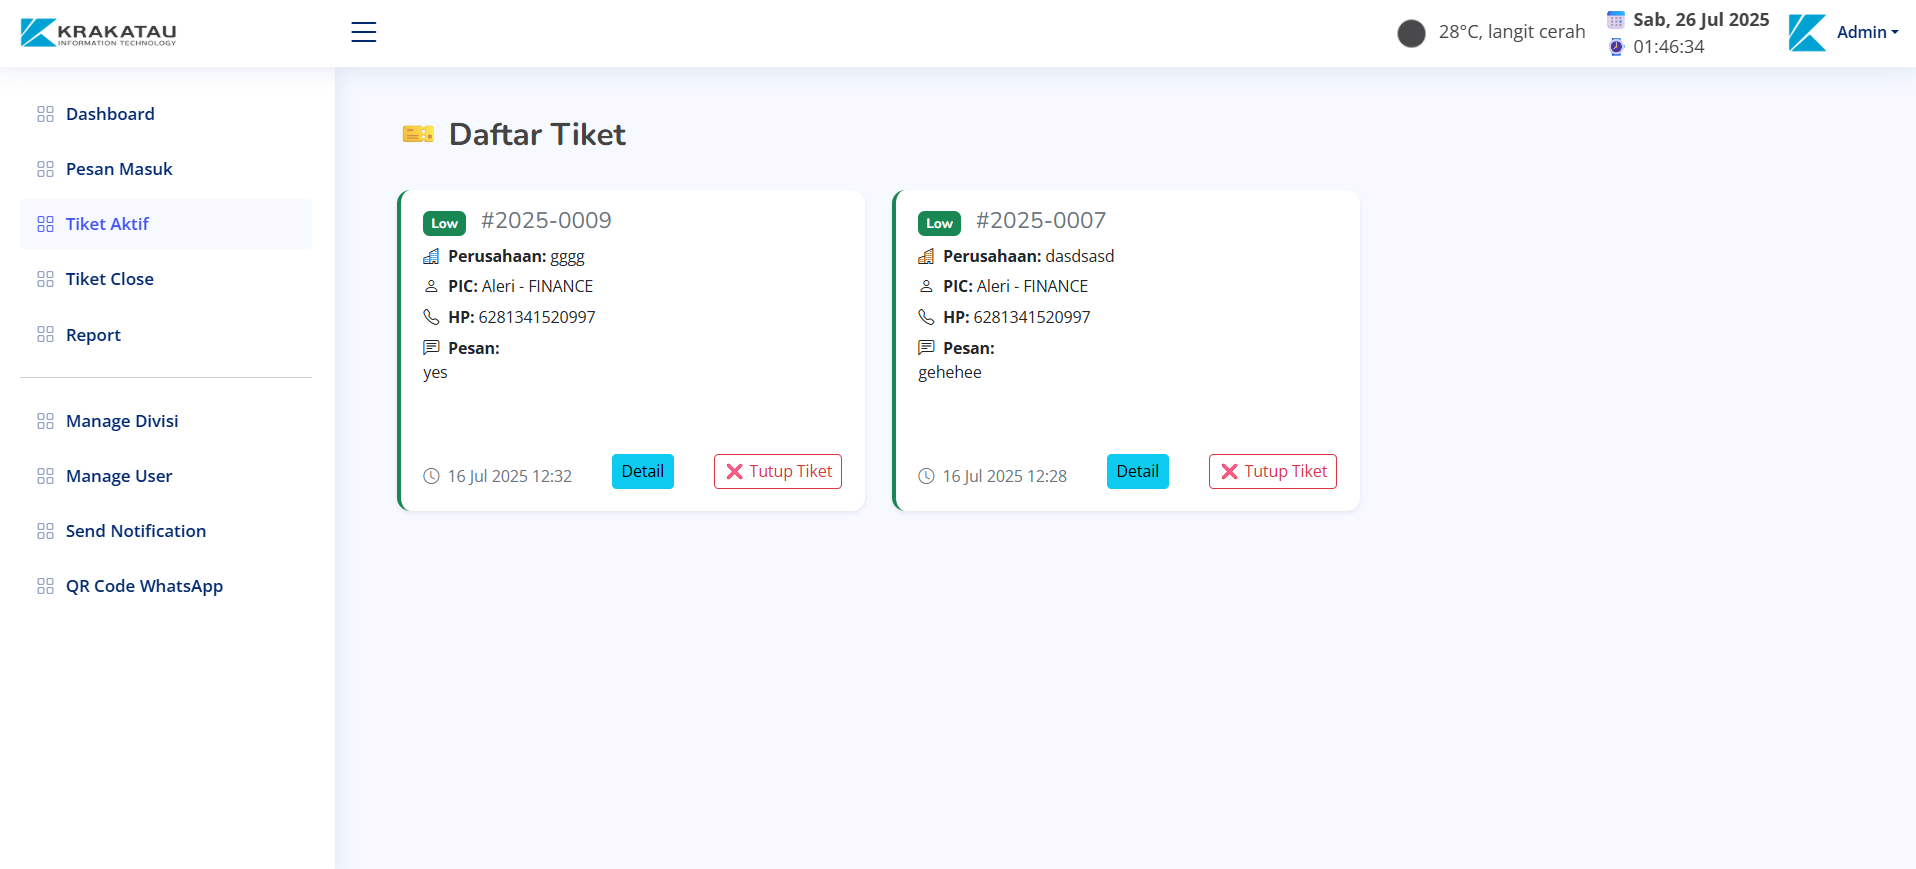 KRAKATAU
INFORMATION TECHNOLOGY
28°C, langit cerah
Sab, 26 Jul 2025
01:46:34
Admin
Dashboard
Pesan Masuk
Tiket Aktif
Tiket Close
Report
Manage Divisi
Manage User
Send Notification
QR Code WhatsApp
Daftar Tiket
Low #2025-0009
Perusahaan: gggg
PIC: Aleri - FINANCE
HP: 6281341520997
Pesan:
yes
16 Jul 2025 12:32 Detail Tutup Tiket
Low #2025-0007
Perusahaan: dasdsasd
PIC: Aleri - FINANCE
HP: 6281341520997
Pesan:
gehehee
16 Jul 2025 12:28 Detail Tutup Tiket